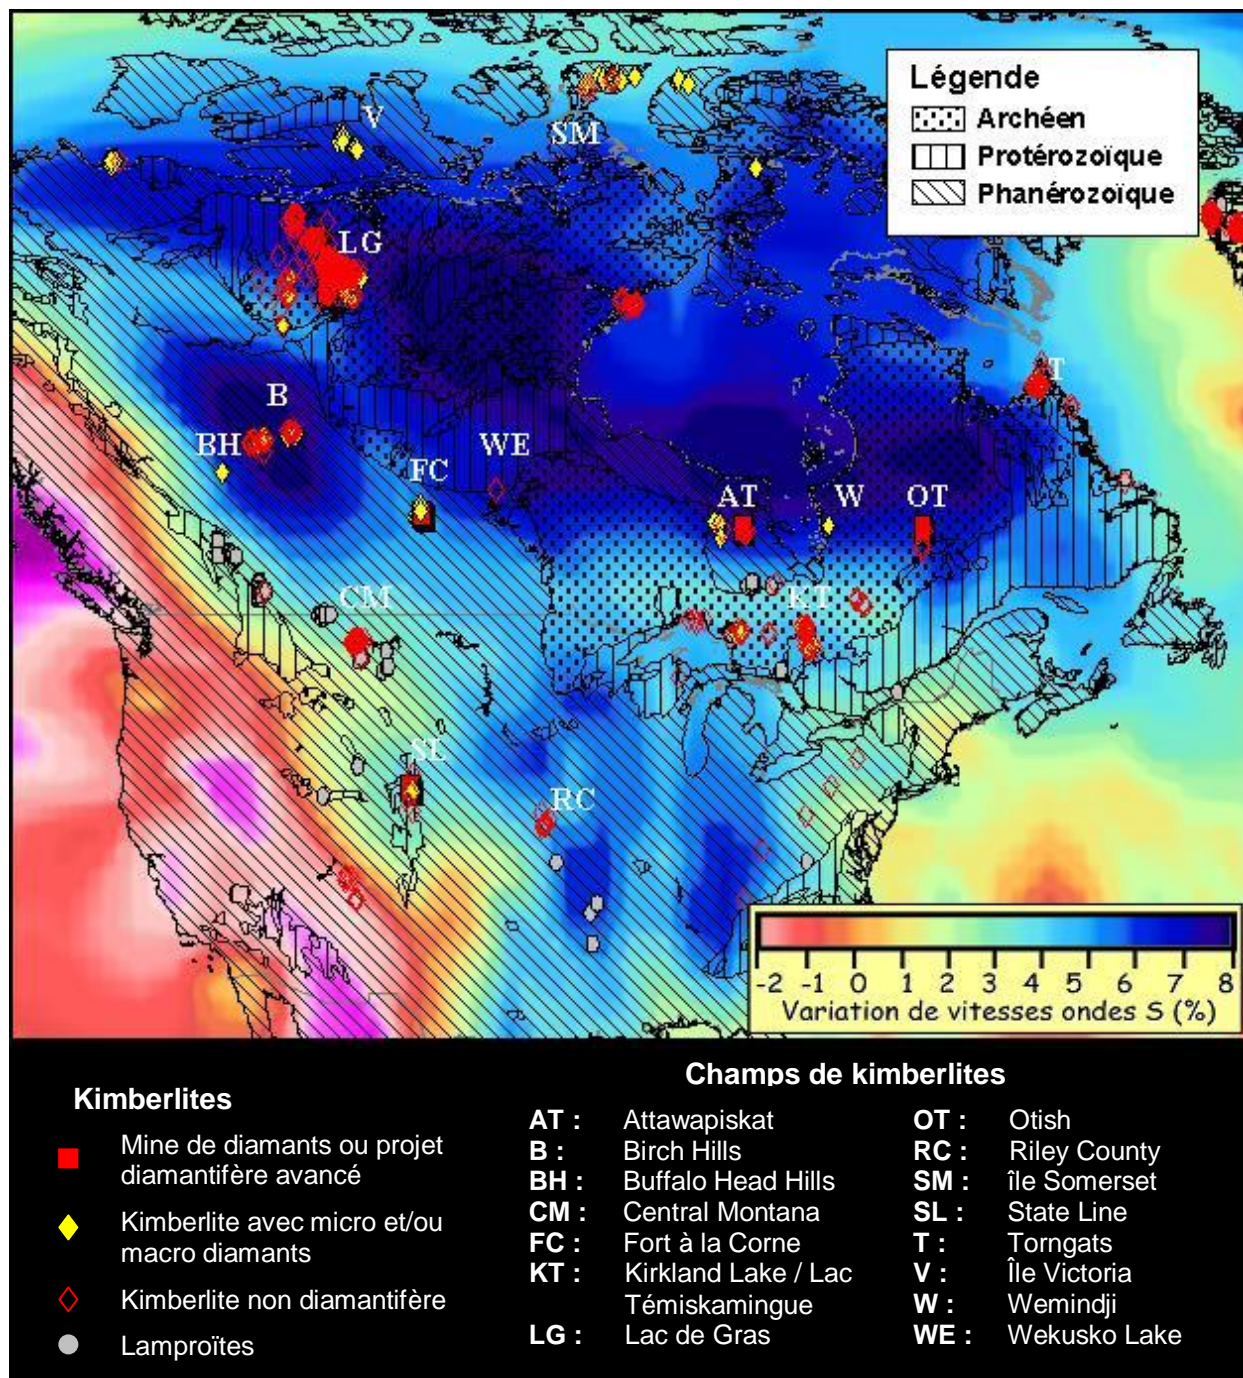 V
SM
LG
B
BH
WE
FC
AT
W
OT
T
CM
KT
SL
RC
Légende
Archéen
Protérozoïque
Phanérozoïque
-2 -1 0 1 2 3 4 5 6 7 8
Variation de vitesses ondes S (%)
Kimberlites
Mine de diamants ou projet
diamantifère avancé
Kimberlite avec micro et/ou
macro diamants
Kimberlite non diamantifère
Lamproïtes
Champs de kimberlites
AT : Attawapiskat
B : Birch Hills
BH : Buffalo Head Hills
CM : Central Montana
FC : Fort à la Corne
KT : Kirkland Lake / Lac
Témiskamingue
LG : Lac de Gras
OT : Otish
RC : Riley County
SM : île Somerset
SL : State Line
T : Torngats
V : Île Victoria
W : Wemindji
WE : Wekusko Lake